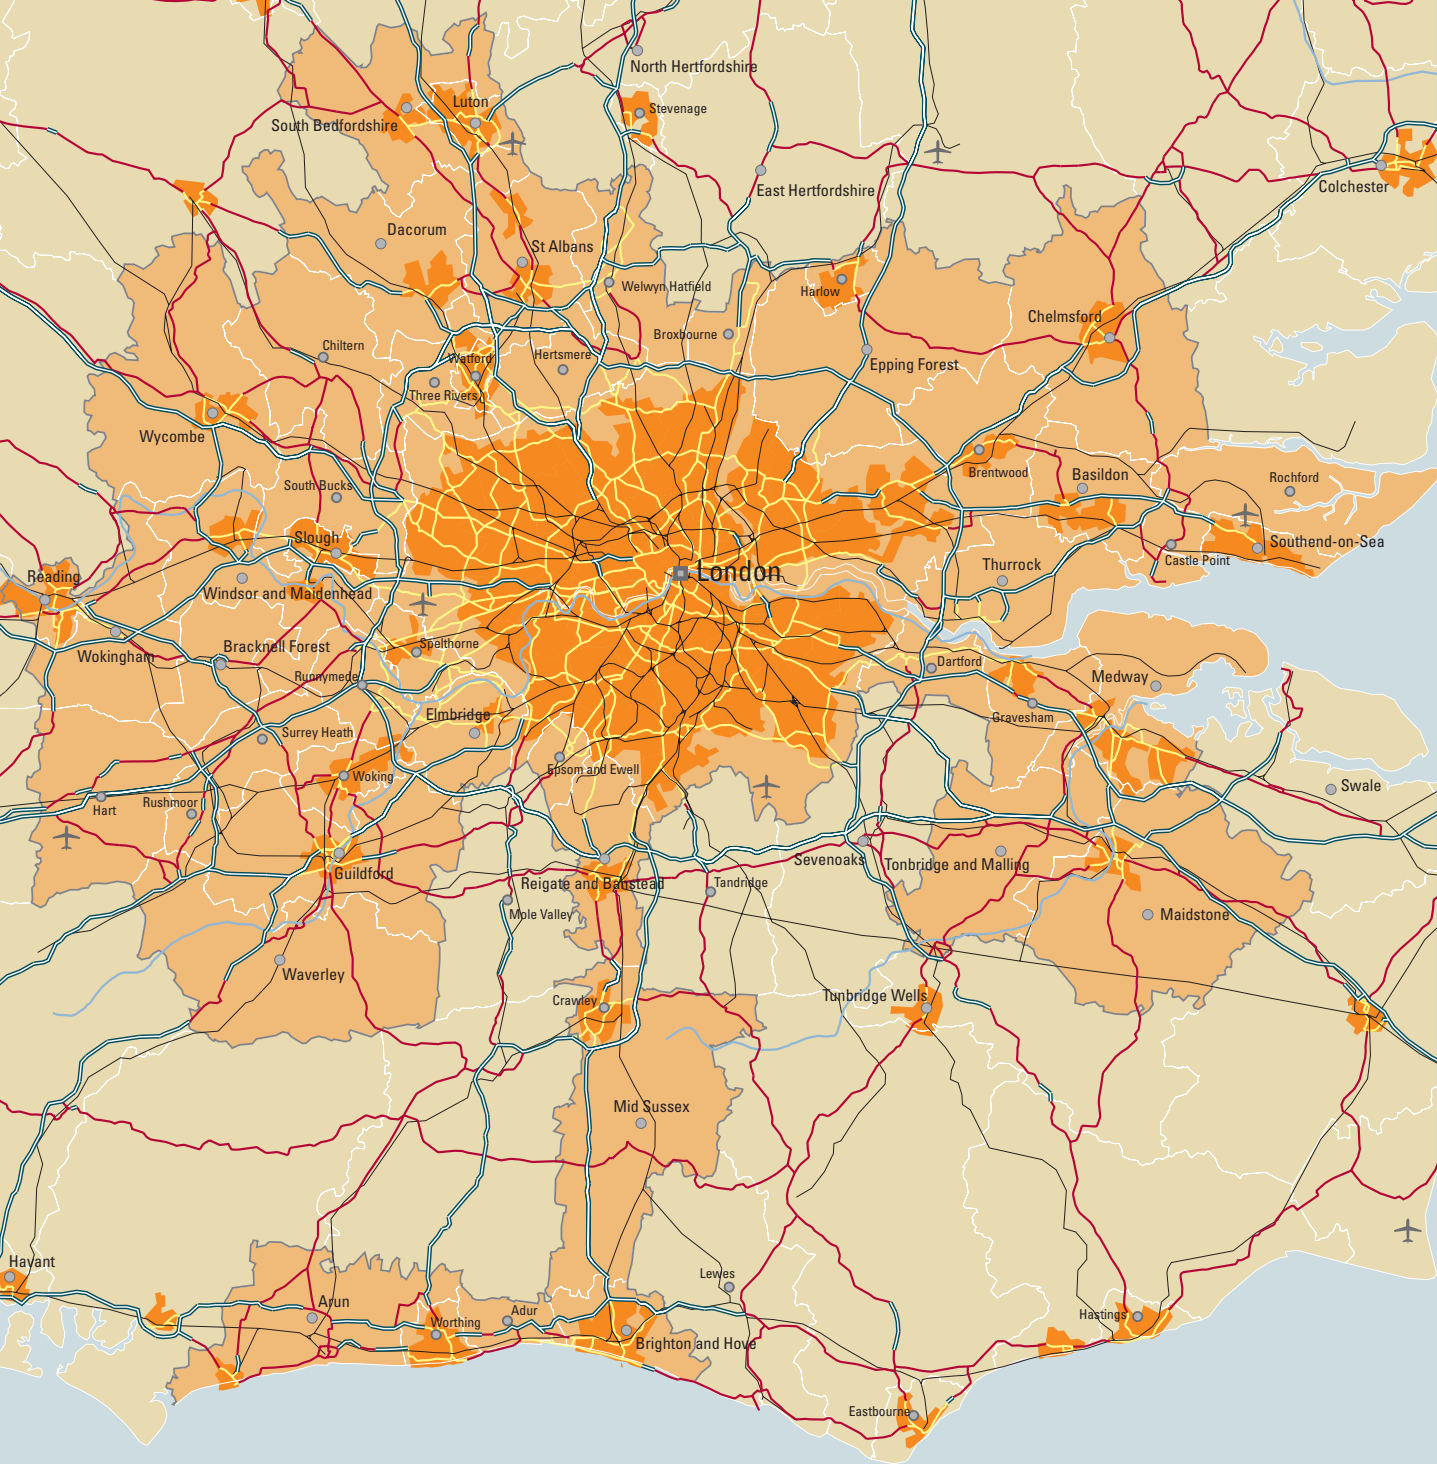 North Hertfordshire
Luton
Stevenage
South Bedfordshire
Colchester
East Hertfordshire
Dacorum
St Albans
Welwyn Hatfield
Harlow
Chelmsford
Broxbourne
Chiltern
Watford
Hertsmere
Epping Forest
Three Rivers
Wycombe
Brentwood
Basildon
Rochford
South Bucks
Slough
Southend-on-Sea
Castle Point
Thurrock
London
Reading
Windsor and Maidenhead
Bracknell Forest
Spelthorne
Wokingham
Dartford
Runnymede
Medway
Elmbridge
Gravesham
Surrey Heath
Epsom and Ewell
Woking
Swale
Rushmoor
Hart
Sevenoaks
Tonbridge and Malling
Guildford
Reigate and Banstead
Tandridge
Mole Valley
Maidstone
Waverley
Crawley
Tunbridge Wells
Mid Sussex
Havant
Lewes
Arun
Adur
Worthing
Hastings
Brighton and Hove
Eastbourne